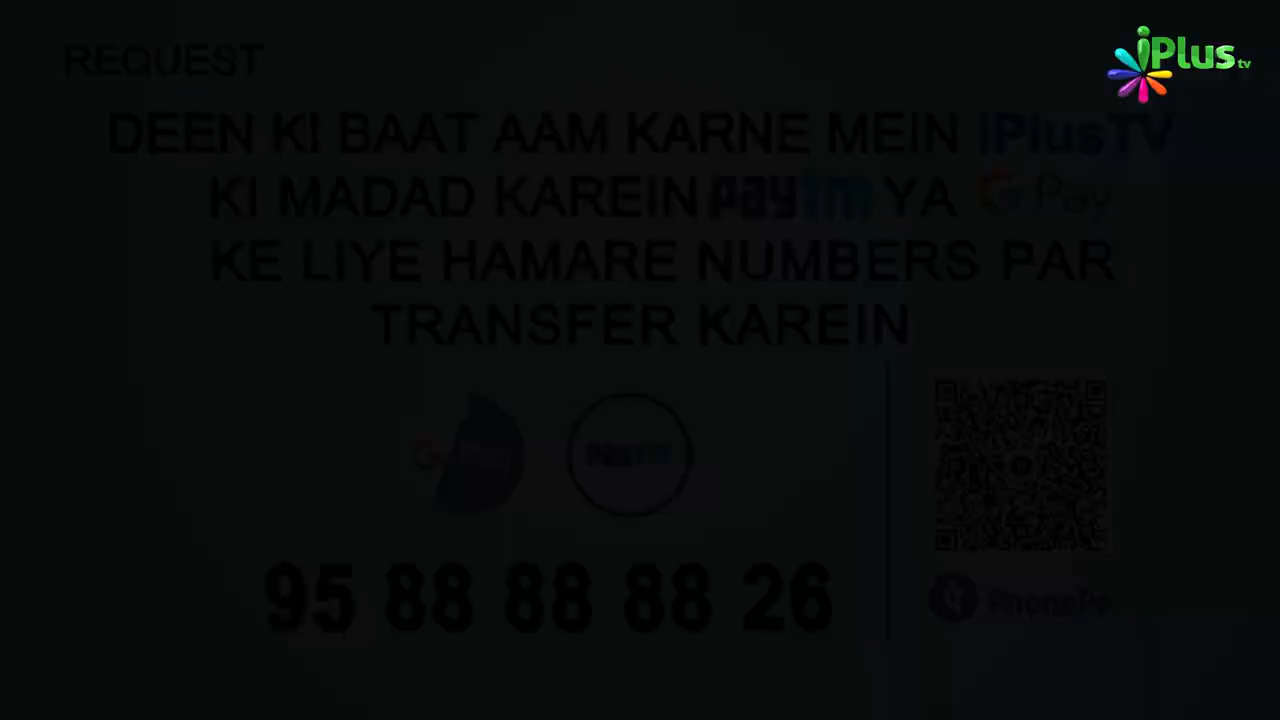 iPlus tv
REQUEST
DEEN KI BAAT AAM KARNE MEIN iPlusTV
KI MADAD KAREIN paytm YA G Pay
KE LIYE HAMARE NUMBERS PAR
TRANSFER KAREIN
G Pay
paytm
95 88 88 88 26
PhonePe